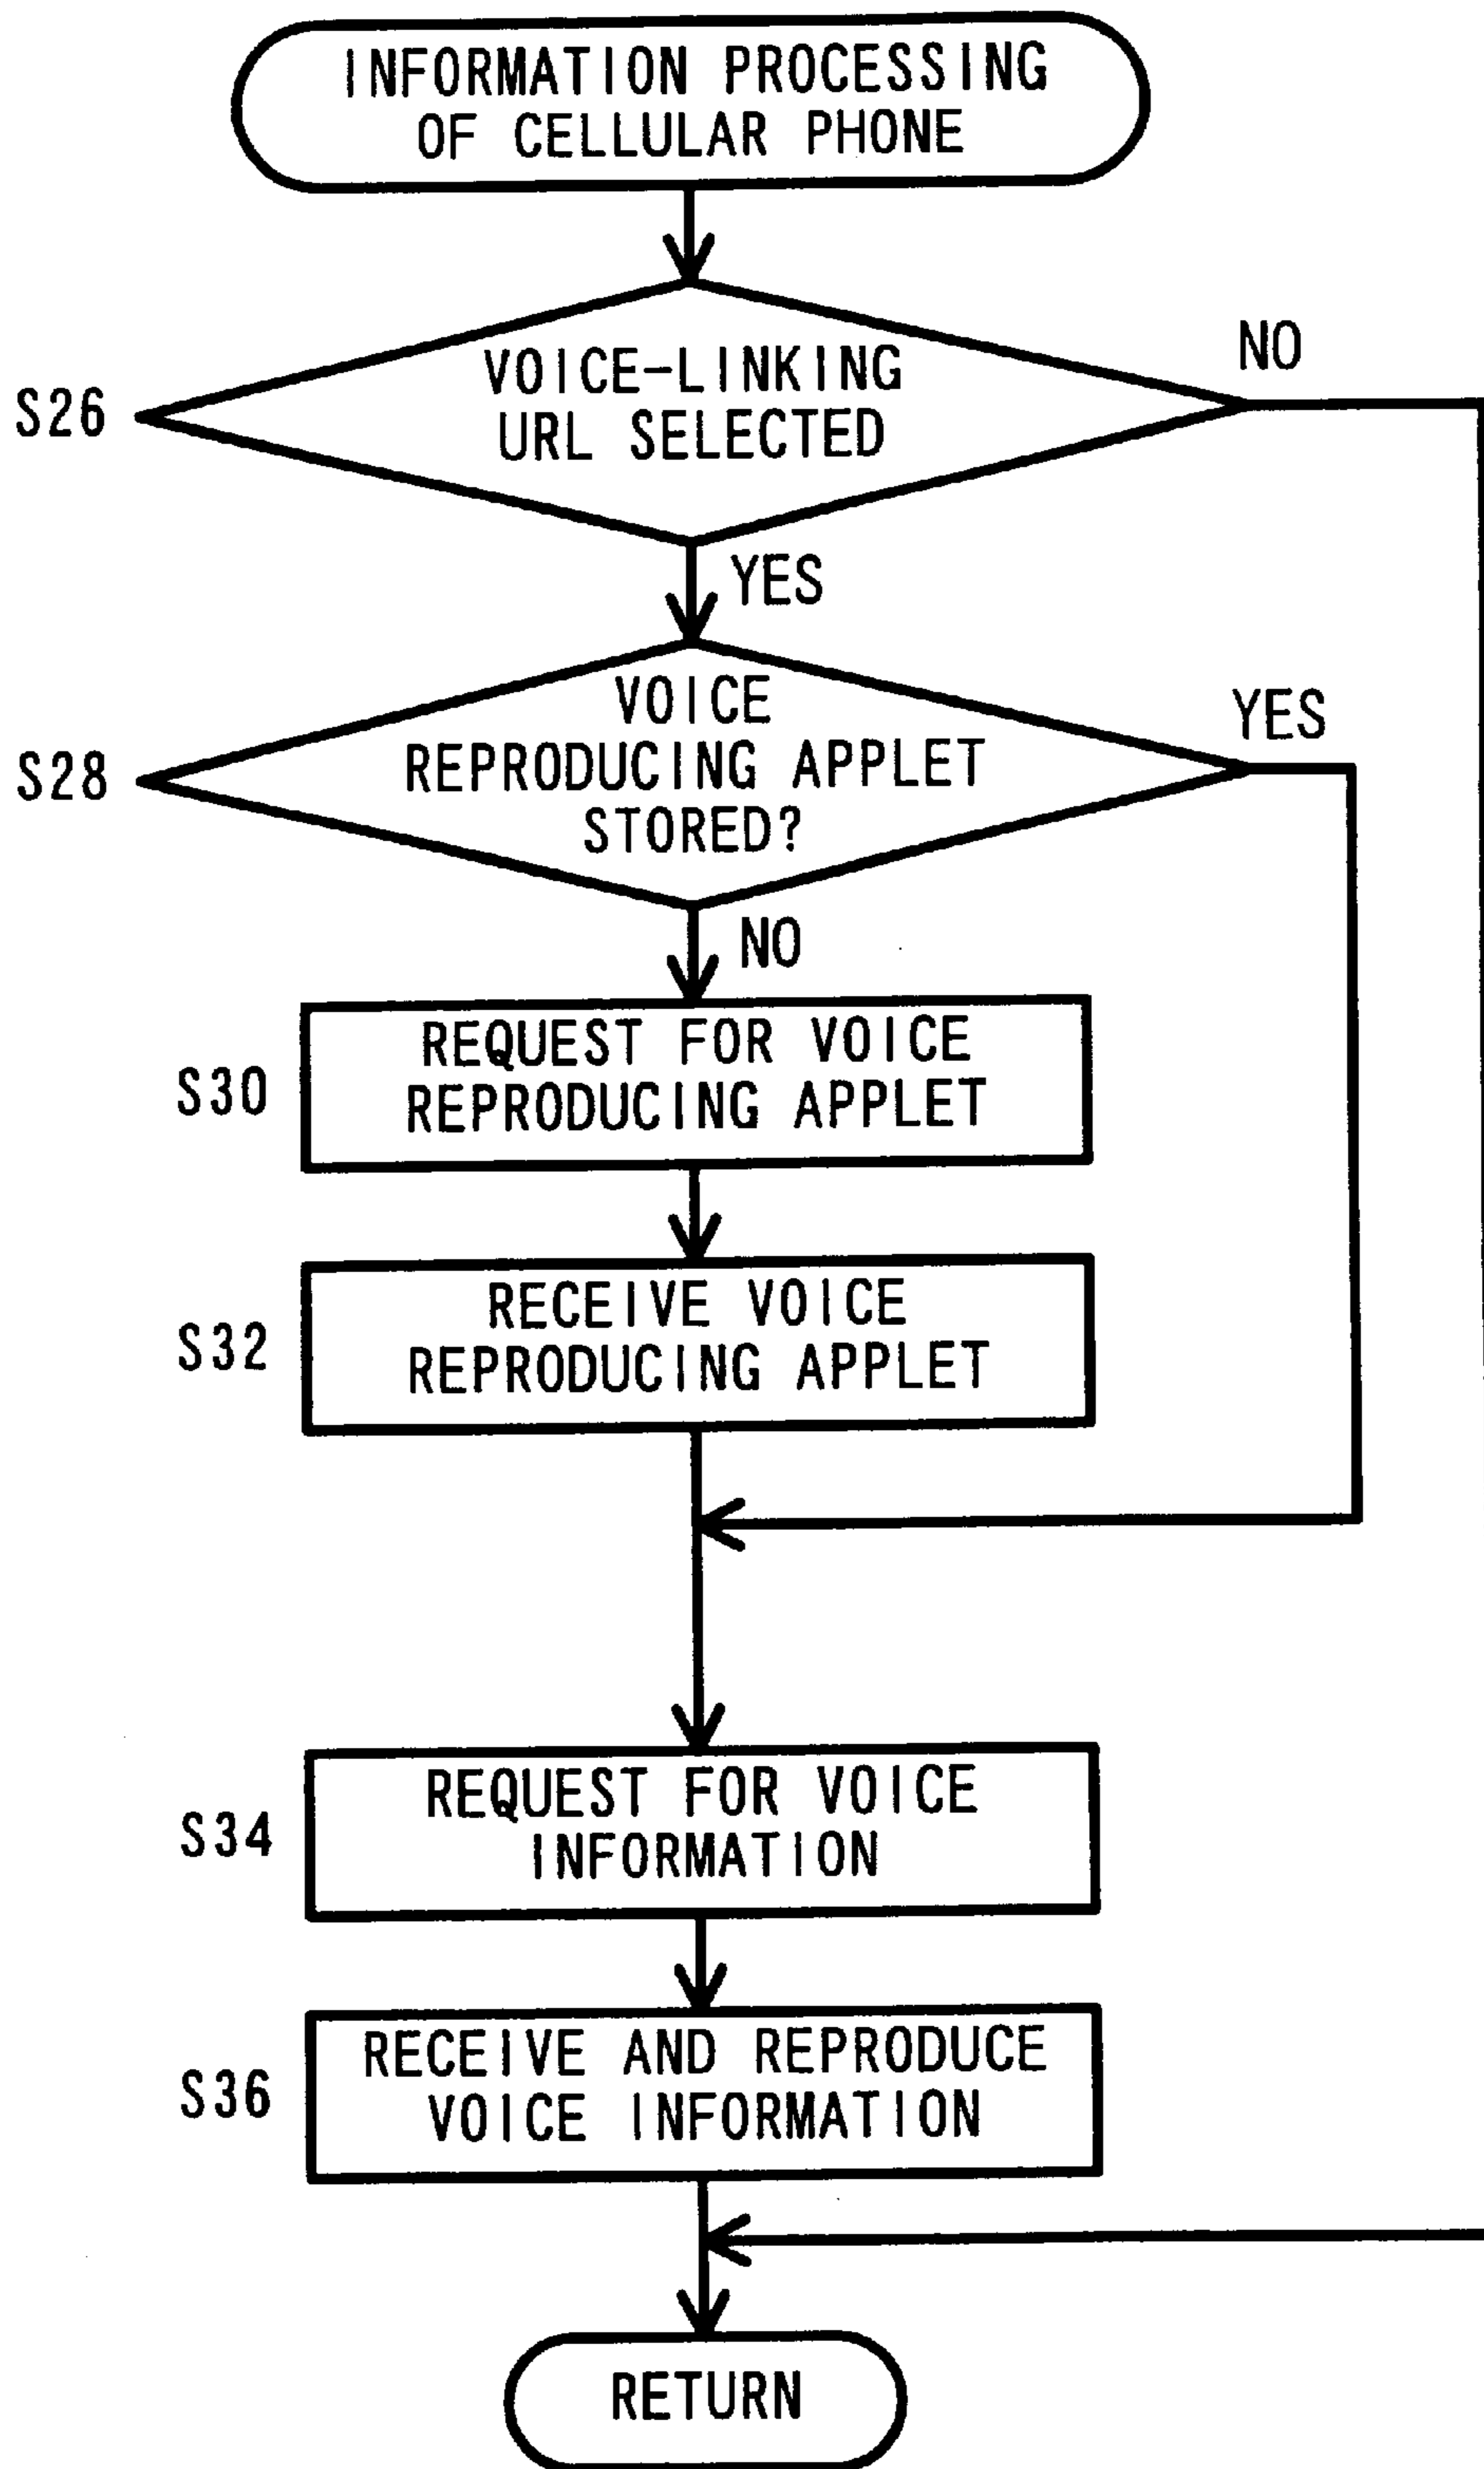 INFORMATION PROCESSING
OF CELLULAR PHONE
NO
S26
VOICE-LINKING
URL SELECTED
YES
S28
VOICE
REPRODUCING APPLET
STORED?
YES
NO
S30
REQUEST FOR VOICE
REPRODUCING APPLET
S32
RECEIVE VOICE
REPRODUCING APPLET
S34
REQUEST FOR VOICE
INFORMATION
S36
RECEIVE AND REPRODUCE
VOICE INFORMATION
RETURN